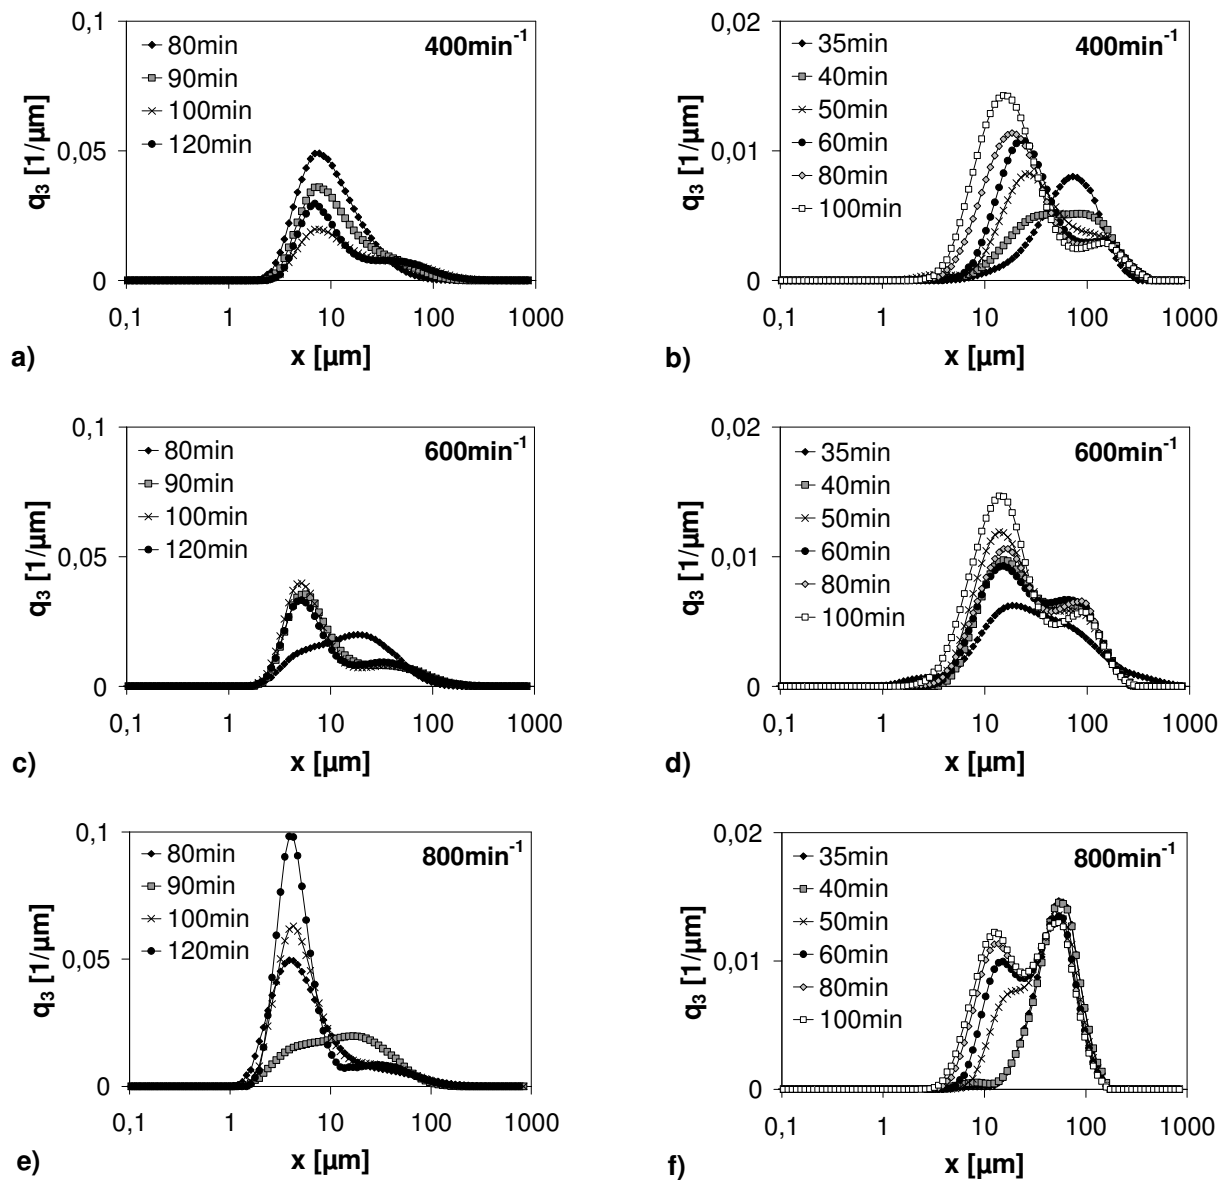 0,1
400min⁻¹
80min
90min
100min
120min
0,05
0
q₃ [1/µm]
0,1 1 10 100 1000
x [µm]
a)
0,02
400min⁻¹
35min
40min
50min
60min
80min
100min
0,01
0
q₃ [1/µm]
0,1 1 10 100 1000
x [µm]
b)
0,1
600min⁻¹
80min
90min
100min
120min
0,05
0
q₃ [1/µm]
0,1 1 10 100 1000
x [µm]
c)
0,02
600min⁻¹
35min
40min
50min
60min
80min
100min
0,01
0
q₃ [1/µm]
0,1 1 10 100 1000
x [µm]
d)
0,1
800min⁻¹
80min
90min
100min
120min
0,05
0
q₃ [1/µm]
0,1 1 10 100 1000
x [µm]
e)
0,02
800min⁻¹
35min
40min
50min
60min
80min
100min
0,01
0
q₃ [1/µm]
0,1 1 10 100 1000
x [µm]
f)